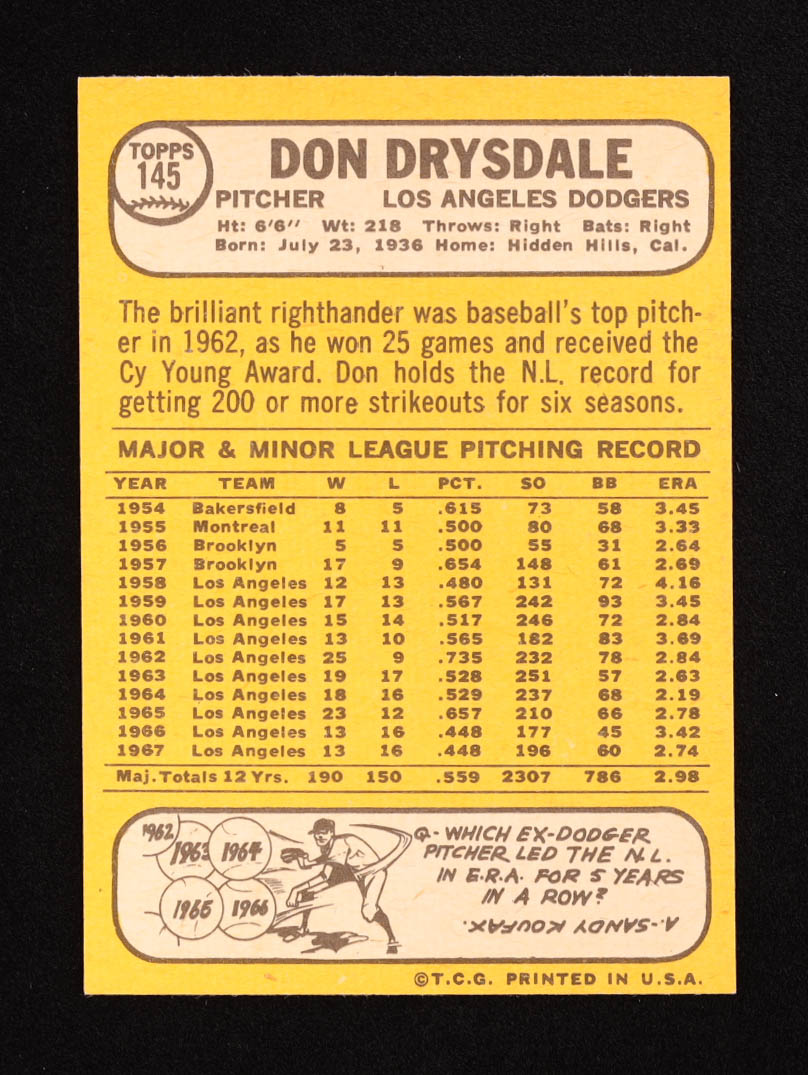 TOPPS
145
DON DRYSDALE
PITCHER LOS ANGELES DODGERS
Ht: 6'6" Wt: 218 Throws: Right Bats: Right
Born: July 23, 1936 Home: Hidden Hills, Cal.
The brilliant righthander was baseball's top pitch-
er in 1962, as he won 25 games and received the
Cy Young Award. Don holds the N.L. record for
getting 200 or more strikeouts for six seasons.
MAJOR & MINOR LEAGUE PITCHING RECORD
YEAR TEAM W L PCT. SO BB ERA
1954 Bakersfield 8 5 .615 73 58 3.45
1955 Montreal 11 11 .500 80 68 3.33
1956 Brooklyn 5 5 .500 55 31 2.64
1957 Brooklyn 17 9 .654 148 61 2.69
1958 Los Angeles 12 13 .480 131 72 4.16
1959 Los Angeles 17 13 .567 242 93 3.45
1960 Los Angeles 15 14 .517 246 72 2.84
1961 Los Angeles 13 10 .565 182 83 3.69
1962 Los Angeles 25 9 .735 232 78 2.84
1963 Los Angeles 19 17 .528 251 57 2.63
1964 Los Angeles 18 16 .529 237 68 2.19
1965 Los Angeles 23 12 .657 210 66 2.78
1966 Los Angeles 13 16 .448 177 45 3.42
1967 Los Angeles 13 16 .448 196 60 2.74
Maj. Totals 12 Yrs. 190 150 .559 2307 786 2.98
1962
1963
1964
1965
1966
Q- WHICH EX-DODGER
PITCHER LED THE N.L.
IN E.R.A. FOR 5 YEARS
IN A ROW?
A- SANDY KOUFAX.
©T.C.G. PRINTED IN U.S.A.